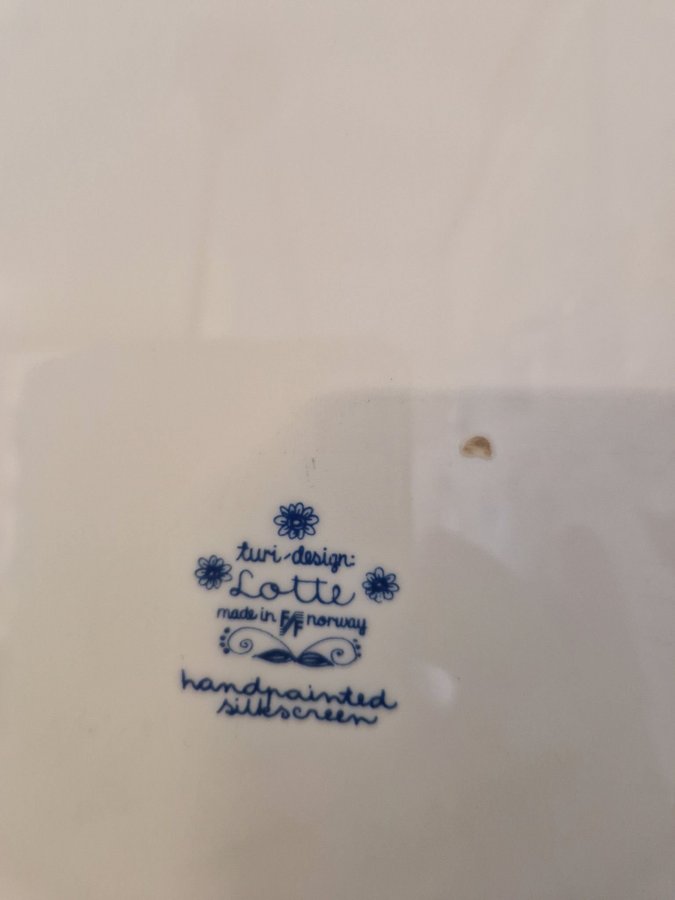 turi-design:
Lotte
made in F/F norway
handpainted
silkscreen